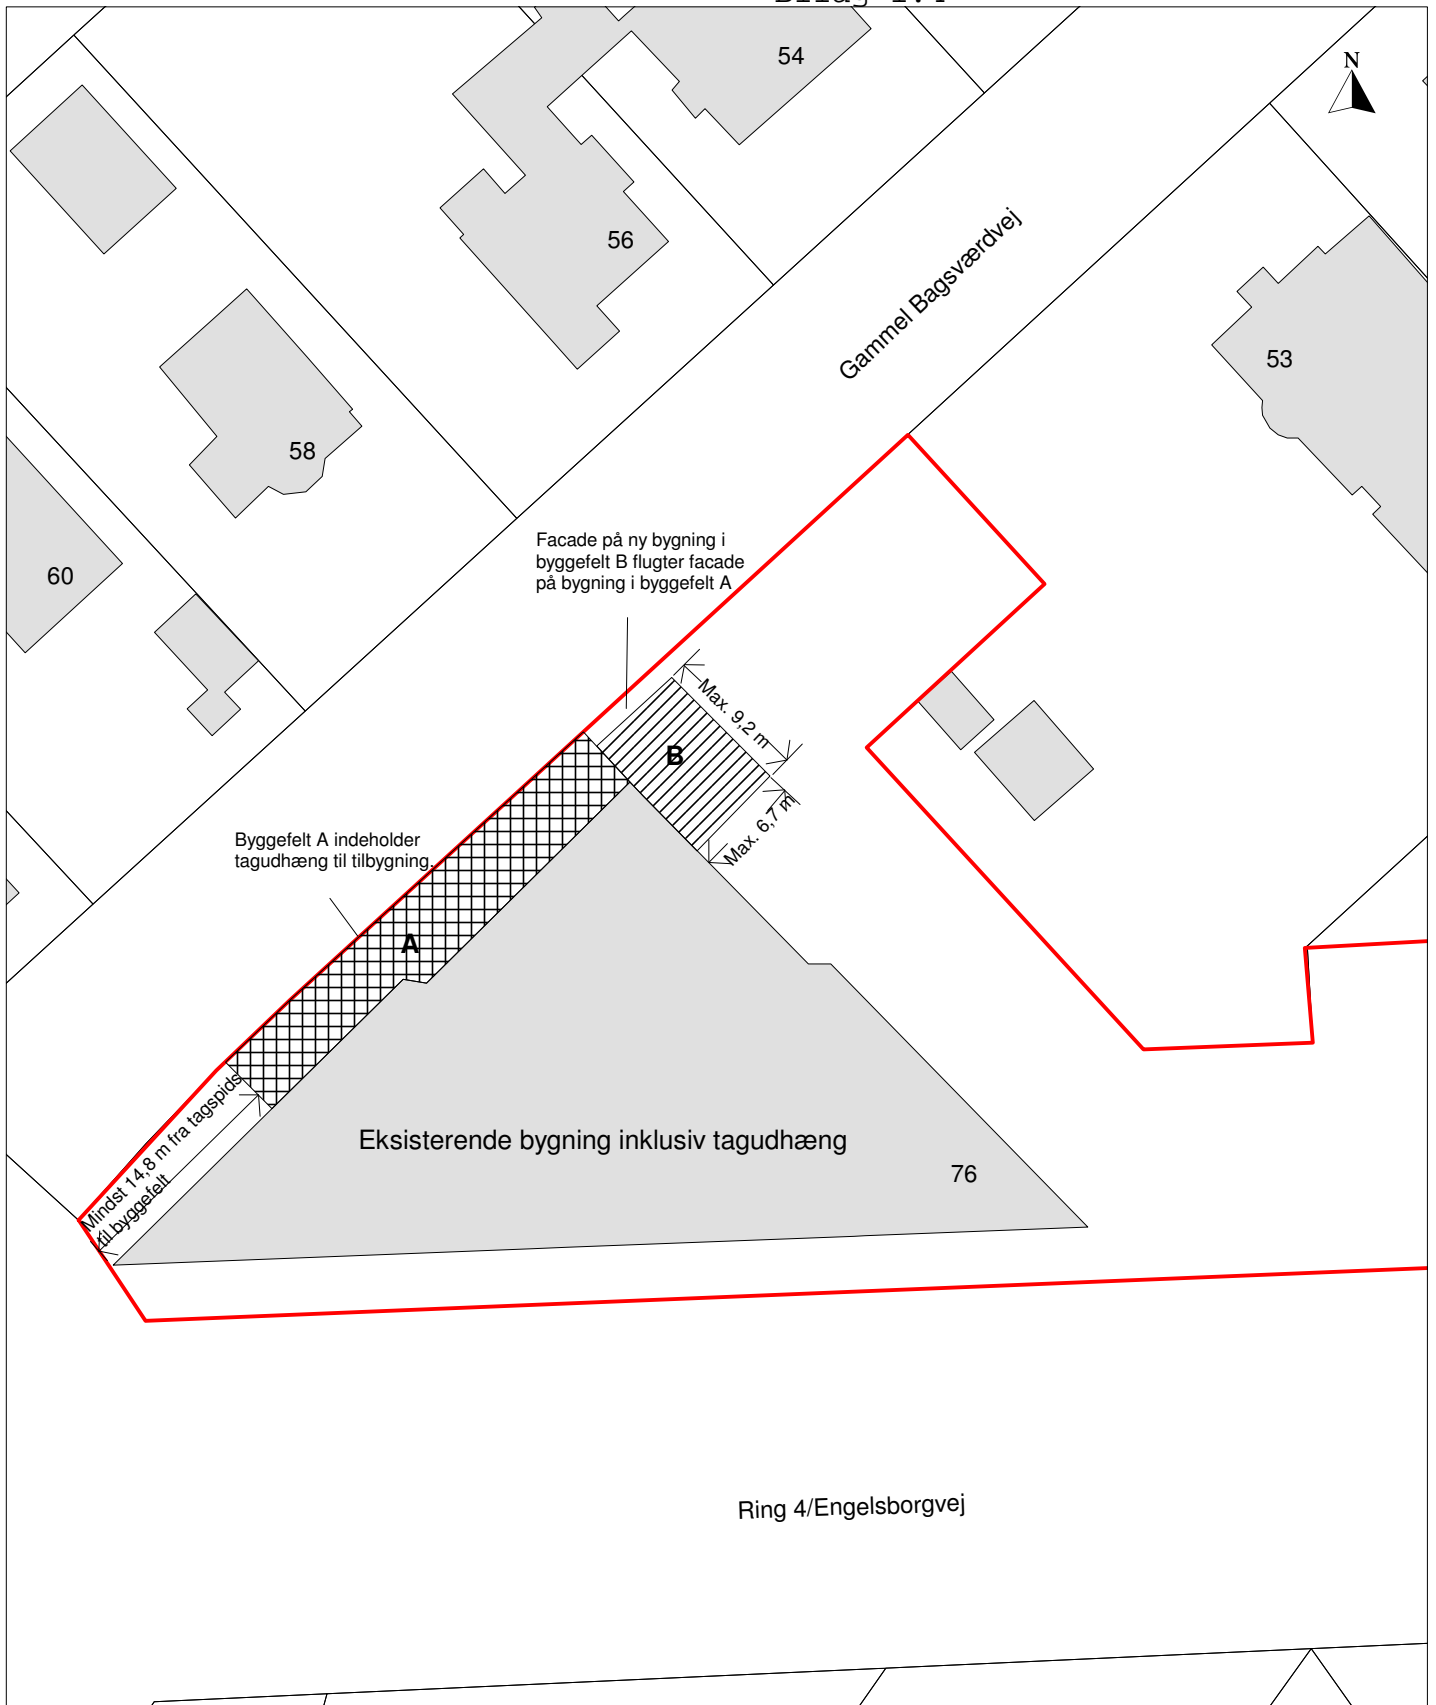 54
N
56
Gammel Bagsværdvej
53
58
Facade på ny bygning i
byggefelt B flugter facade
på bygning i byggefelt A
60
Max. 9,2 m
B
Max. 6,7 m
Byggefelt A indeholder
tagudhæng til tilbygning.
A
Mindst 14,8 m fra tagspids
til byggefelt
Eksisterende bygning inklusiv tagudhæng
76
Ring 4/Engelsborgvej